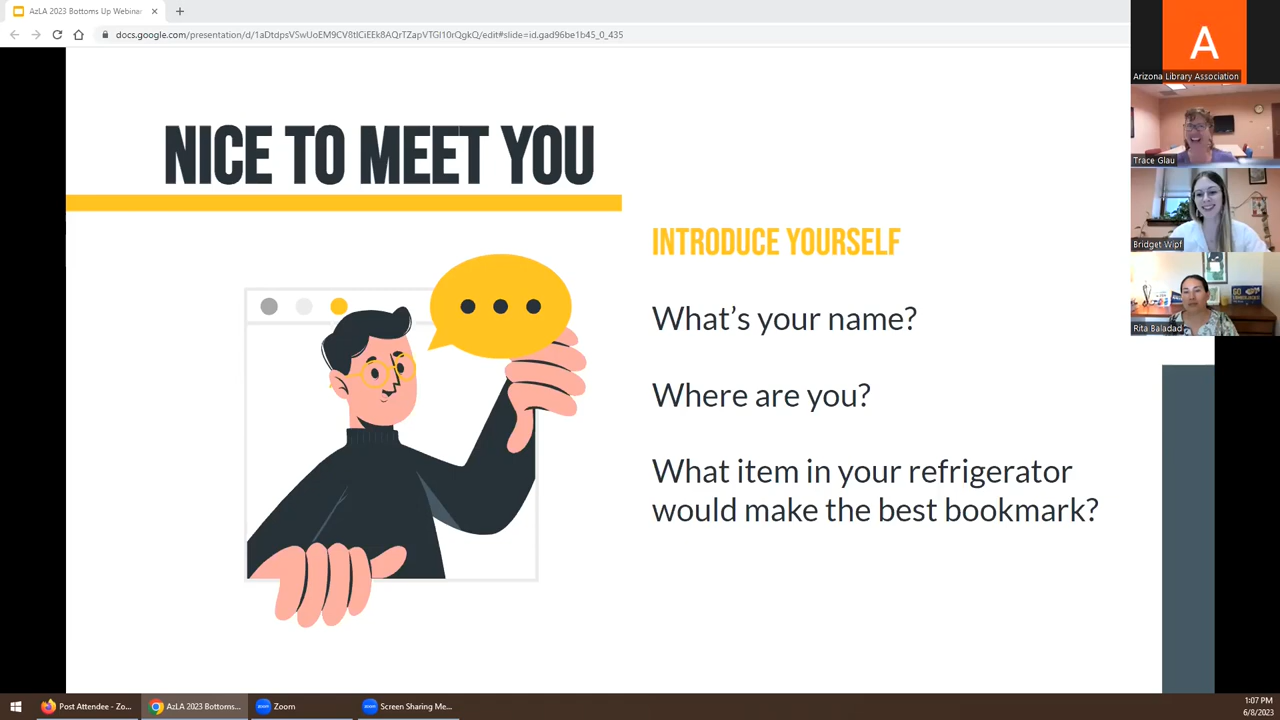 AzLA 2023 Bottoms Up Webinar
docs.google.com/presentation/d/1aDtdpsVSwUoEM9CV8tlCiEEk8AQrTZapVTGl10rQgkQ/edit#slide=id.gad96be1b45_0_435
A
Arizona Library Association
Trace Glau
Bridget Wipf
Rita Baladad
NICE TO MEET YOU
INTRODUCE YOURSELF
What's your name?
Where are you?
What item in your refrigerator
would make the best bookmark?
Post Attendee - Zo...
AzLA 2023 Bottoms...
Zoom
Screen Sharing Me...
1:07 PM
6/8/2023